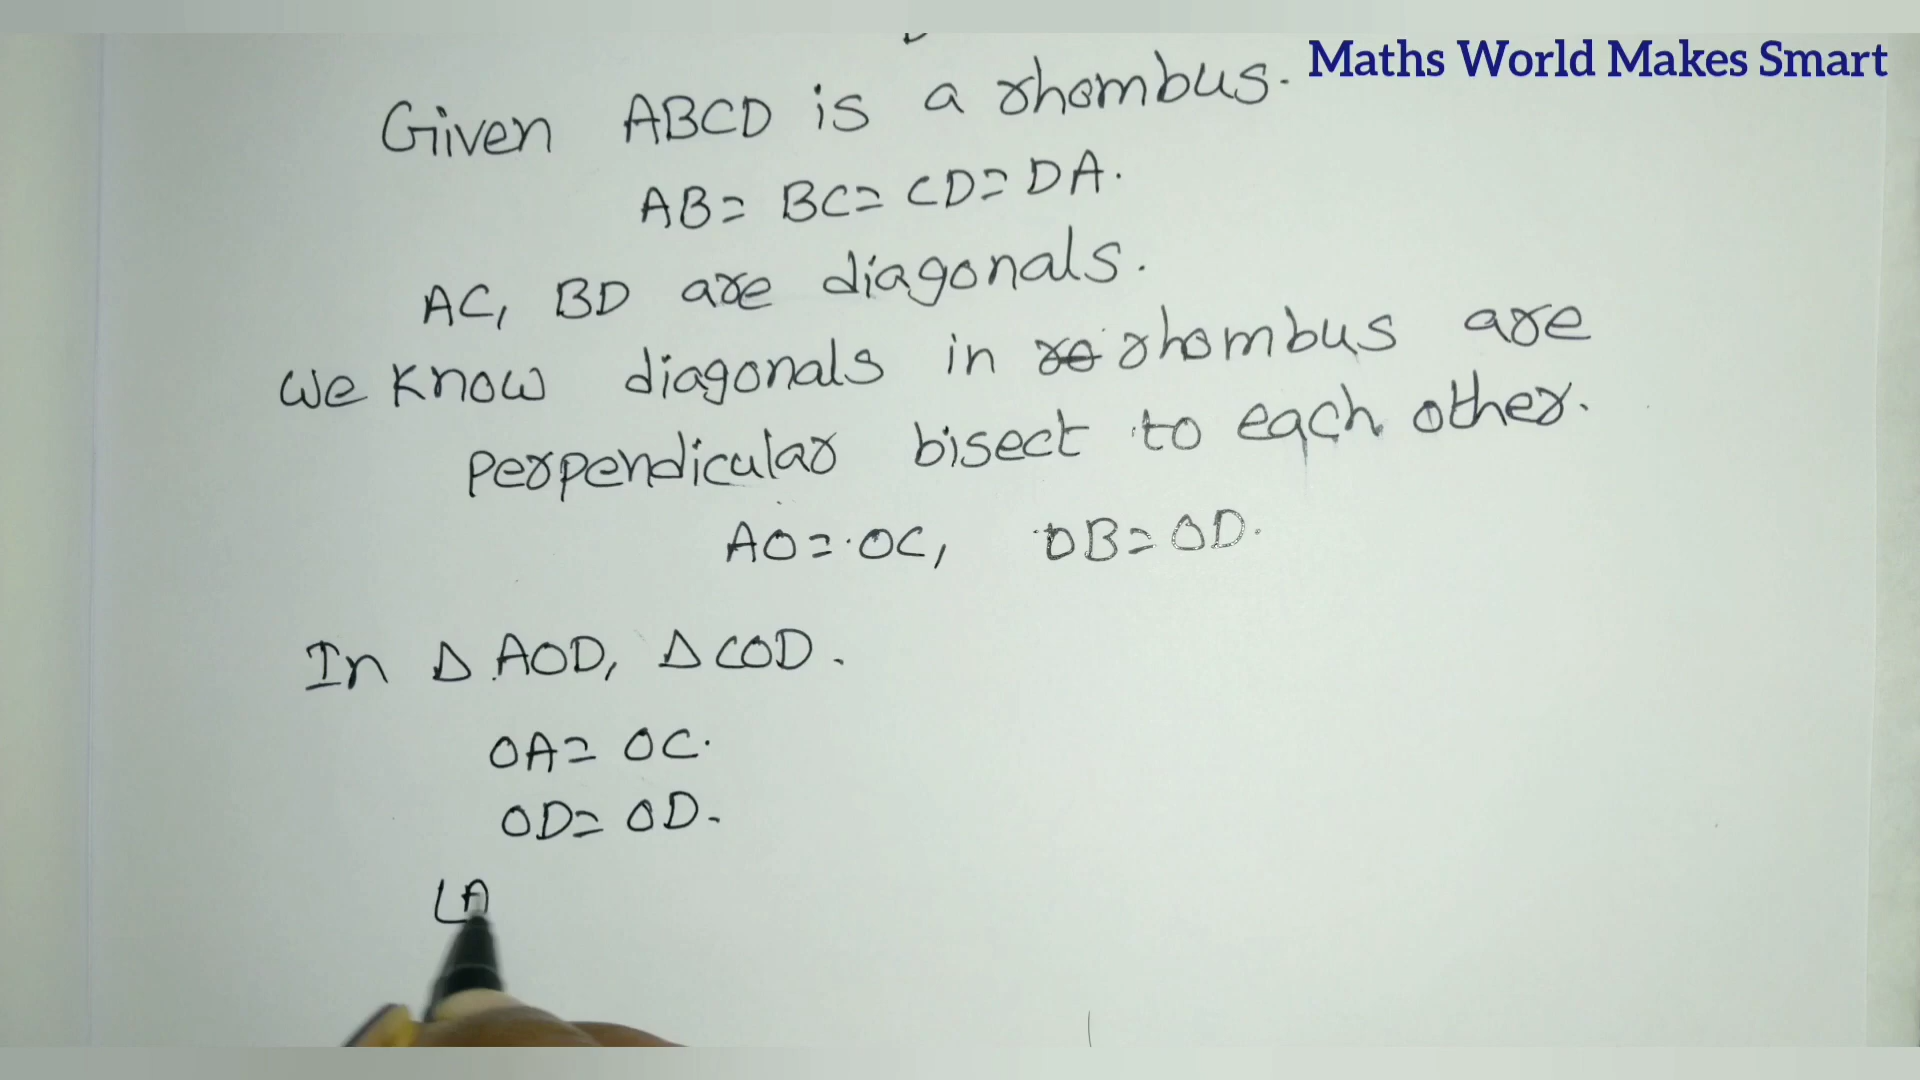 Maths World Makes Smart
Given ABCD is a rhombus.
AB = BC = CD = DA.
AC, BD are diagonals.
We know diagonals in rhombus are
perpendicular bisect to each other.
AO = OC, OB = OD.
In Δ AOD, Δ COD.
OA = OC.
OD = OD.
∠A